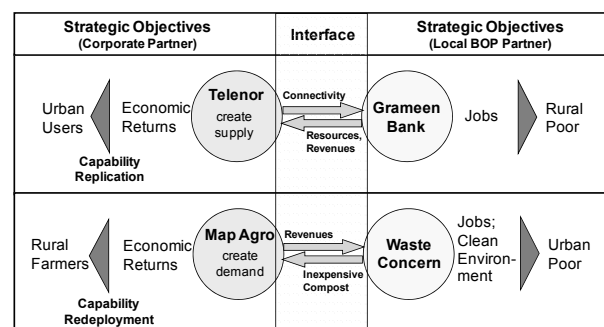 Strategic Objectives
(Corporate Partner)
Interface
Strategic Objectives
(Local BOP Partner)
Urban
Users
Economic
Returns
Capability
Replication
Telenor
create
supply
Connectivity
Resources,
Revenues
Grameen
Bank
Jobs
Rural
Poor
Rural
Farmers
Economic
Returns
Capability
Redeployment
Map Agro
create
demand
Revenues
Inexpensive
Compost
Waste
Concern
Jobs;
Clean
Environ-
ment
Urban
Poor